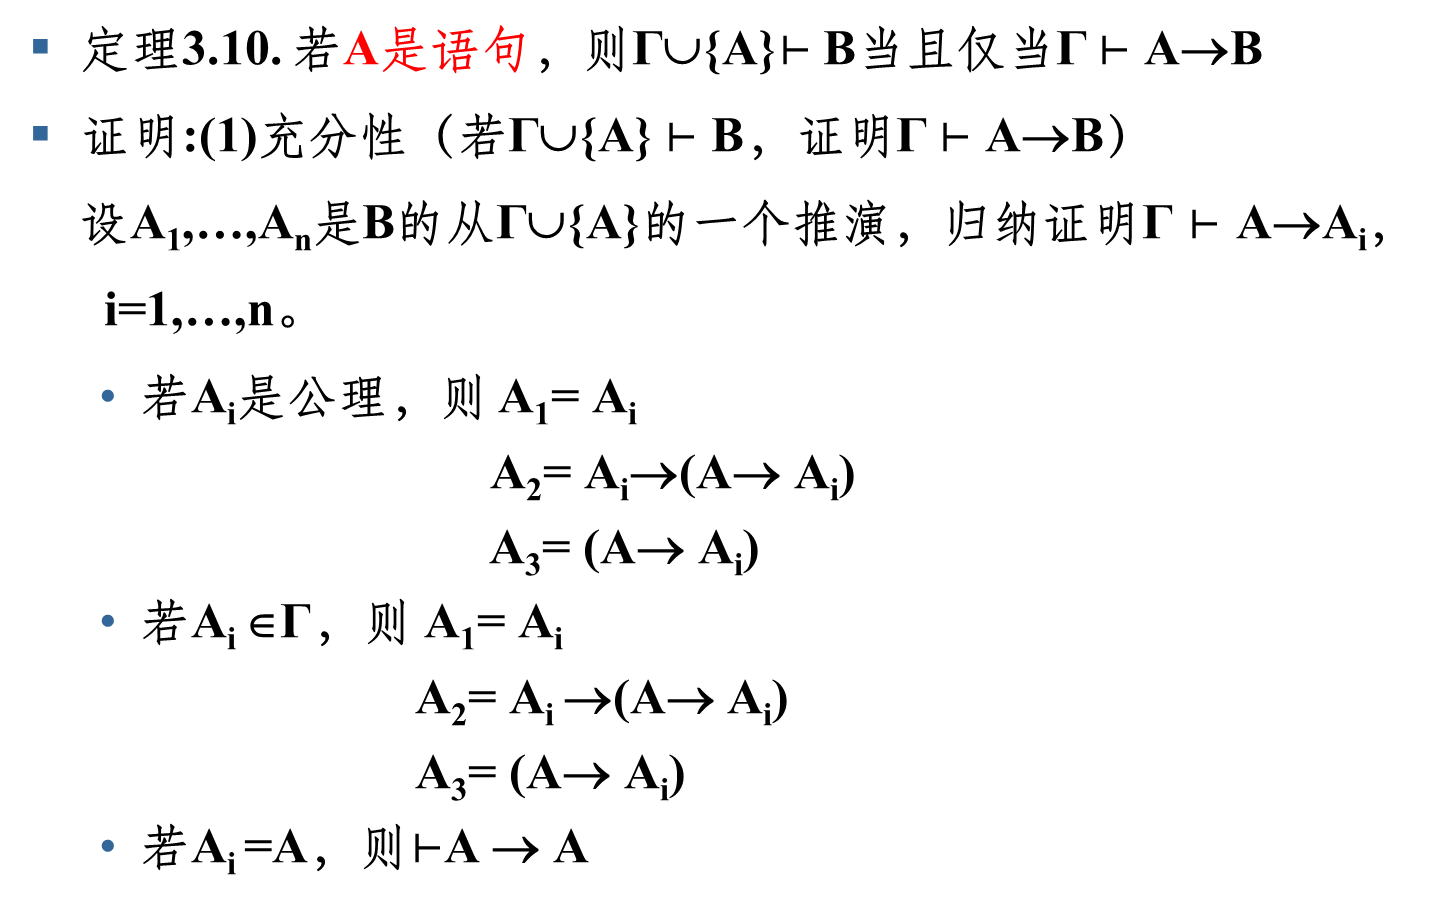 ▪ 定理3.10. 若A是语句，则Γ∪{A}⊢ B当且仅当Γ ⊢ A→B
▪ 证明:(1)充分性（若Γ∪{A} ⊢ B，证明Γ ⊢ A→B）
设A₁,…,Aₙ是B的从Γ∪{A}的一个推演，归纳证明Γ ⊢ A→Aᵢ，
i=1,…,n。
• 若Aᵢ是公理，则 A₁= Aᵢ
A₂= Aᵢ→(A→ Aᵢ)
A₃= (A→ Aᵢ)
• 若Aᵢ ∈Γ，则 A₁= Aᵢ
A₂= Aᵢ →(A→ Aᵢ)
A₃= (A→ Aᵢ)
• 若Aᵢ =A，则 ⊢A → A